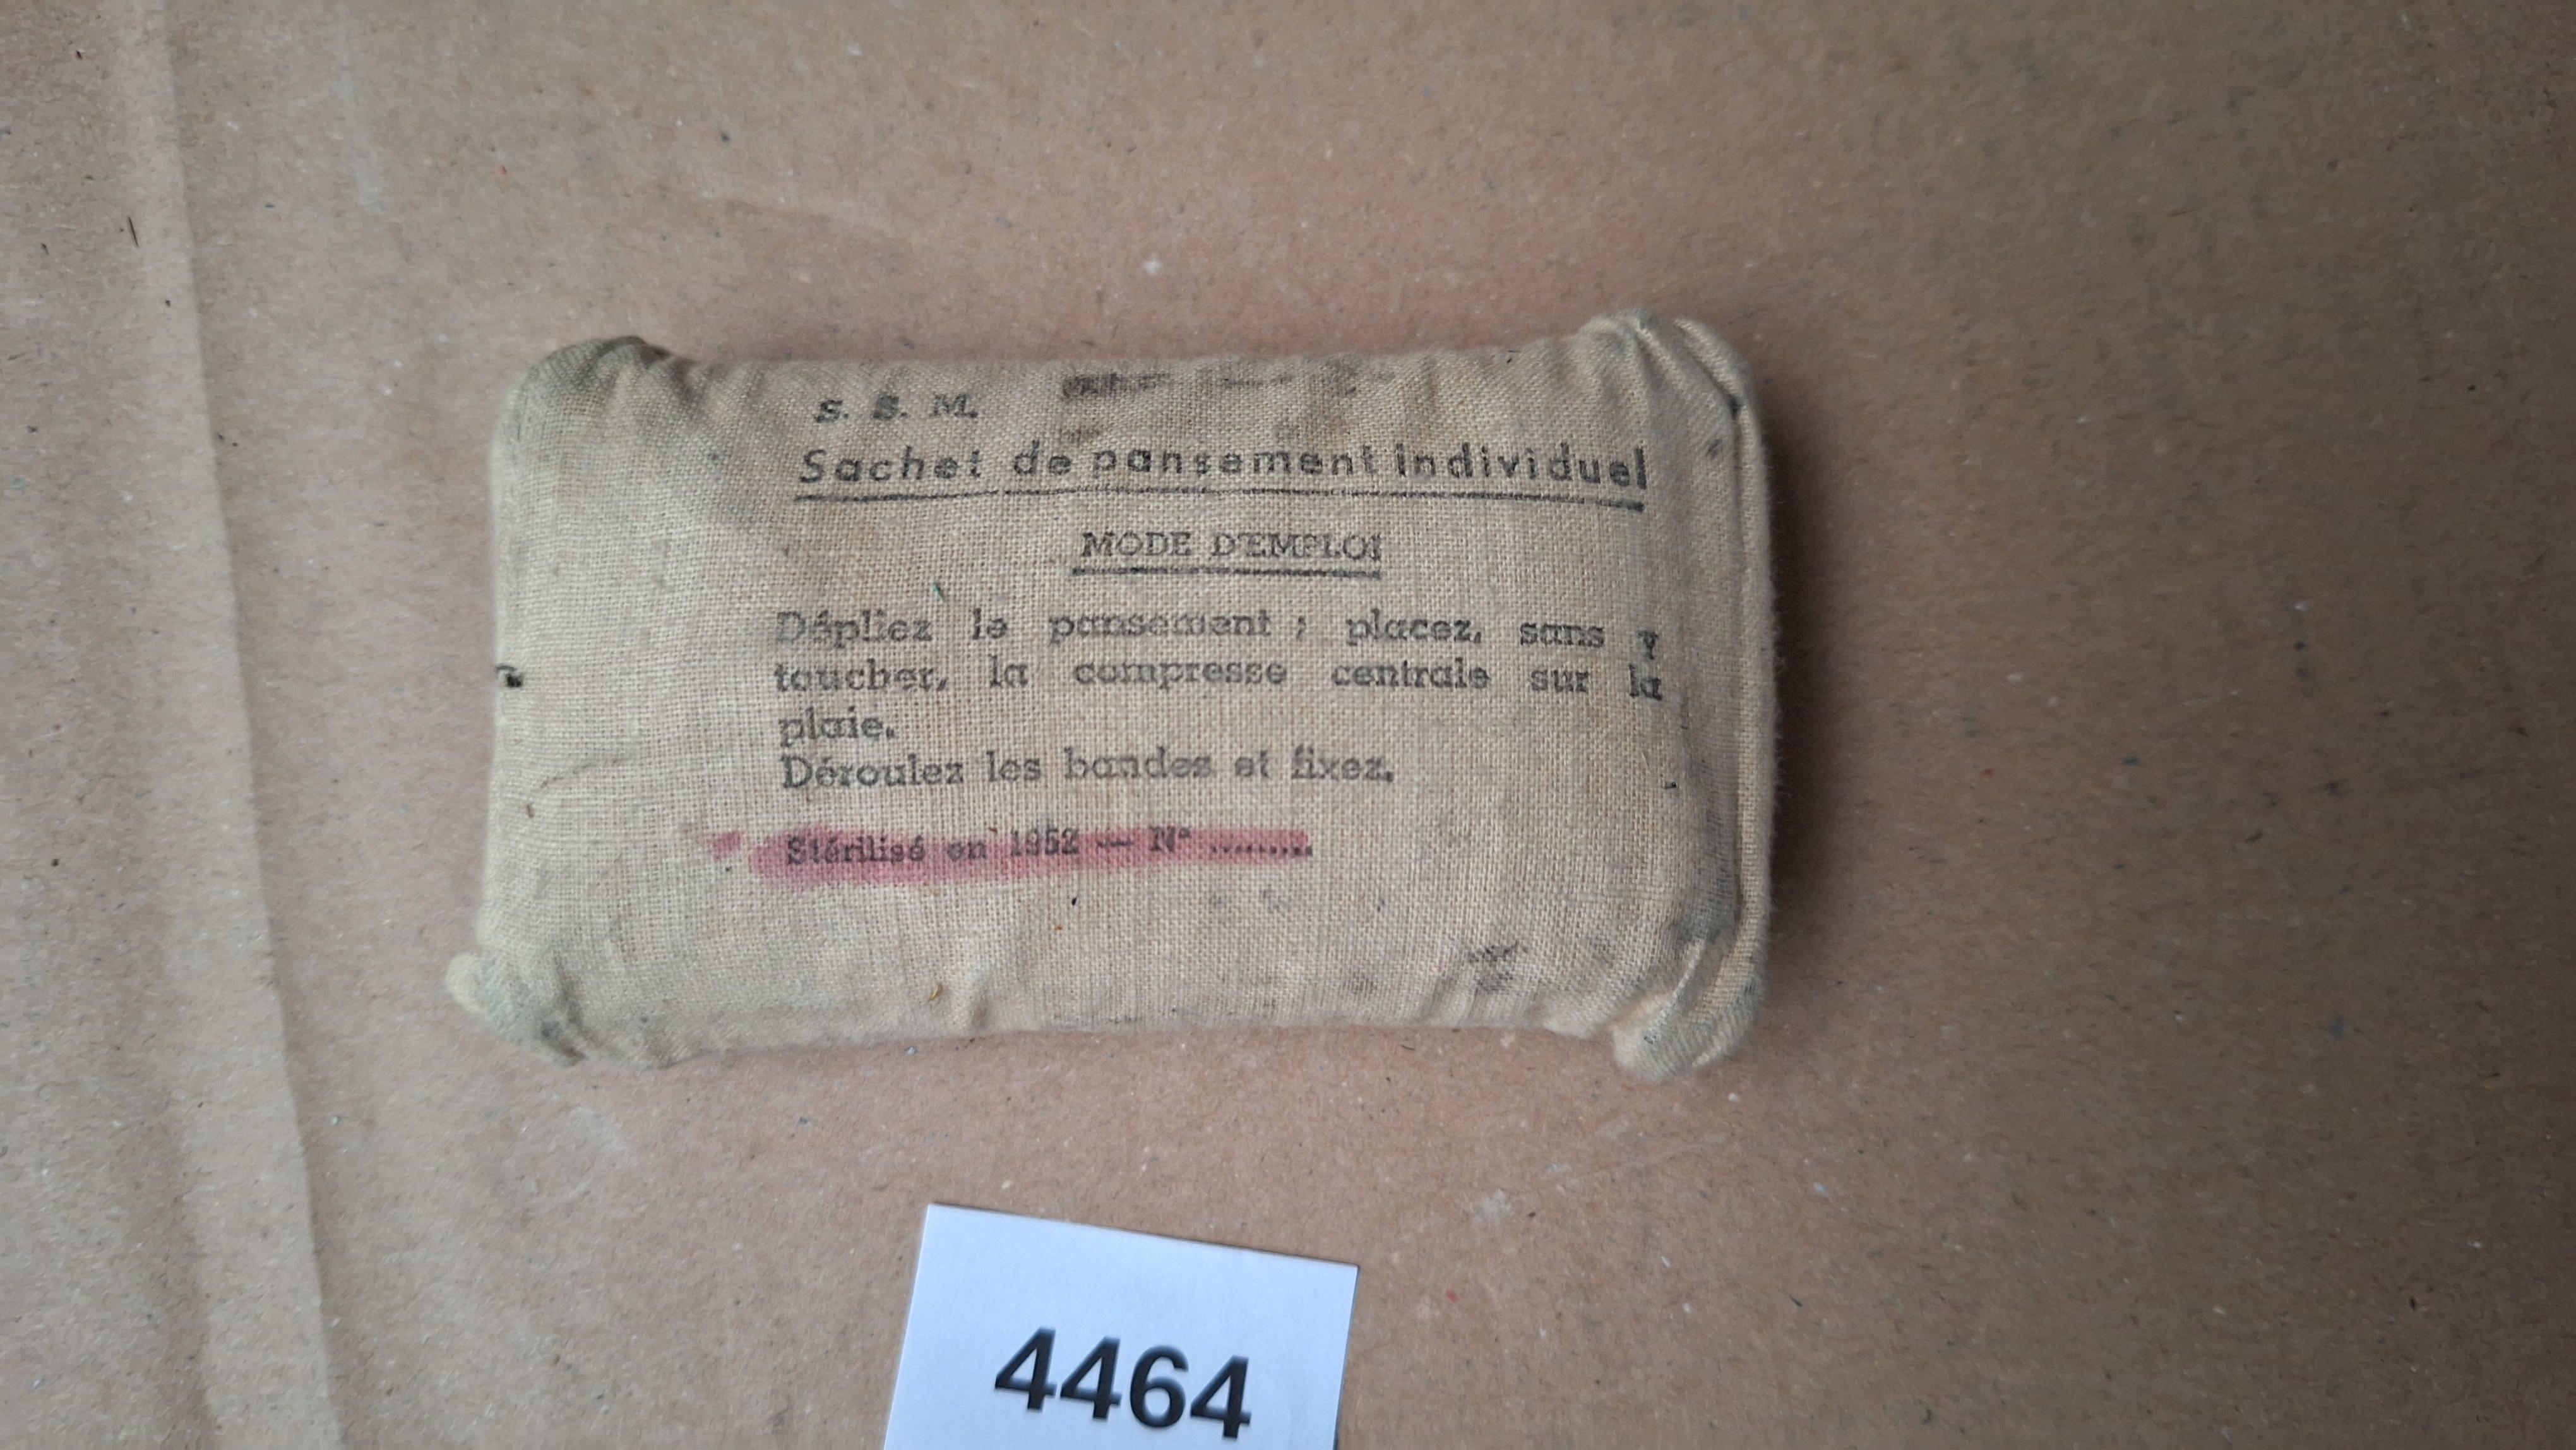 S. S. M.
Sachet de pansement individuel
MODE D'EMPLOI
Dépliez le pansement ; placez, sans y
toucher, la compresse centrale sur la
plaie.
Déroulez les bandes et fixez.
Stérilisé en 1952 — Nº .........
4464